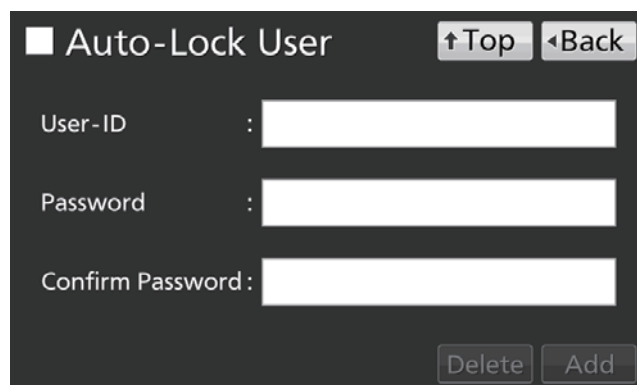 Auto-Lock User ↑Top ◂Back
User-ID :
Password :
Confirm Password :
Delete Add